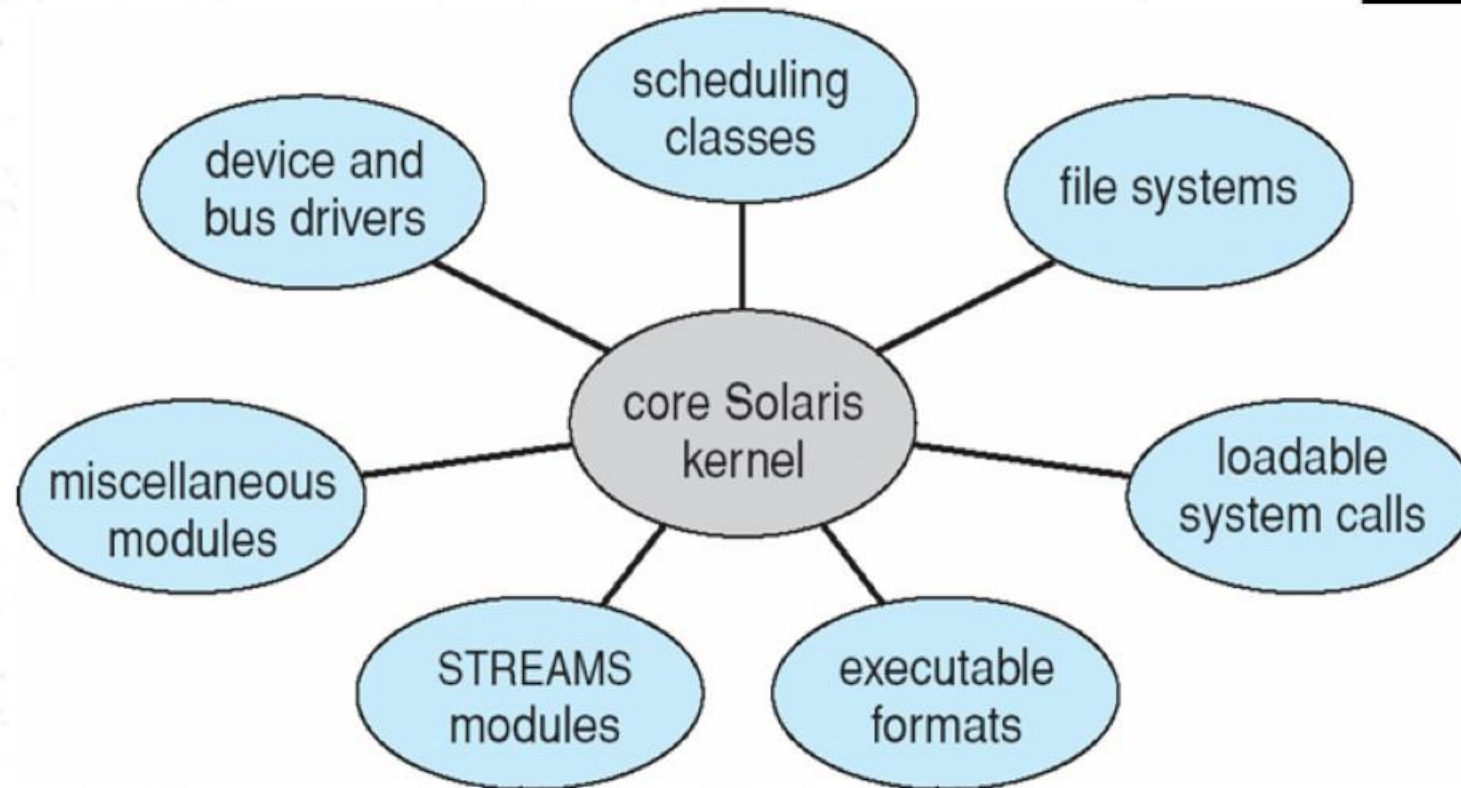 scheduling
classes
device and
bus drivers
file systems
core Solaris
kernel
miscellaneous
modules
loadable
system calls
STREAMS
modules
executable
formats